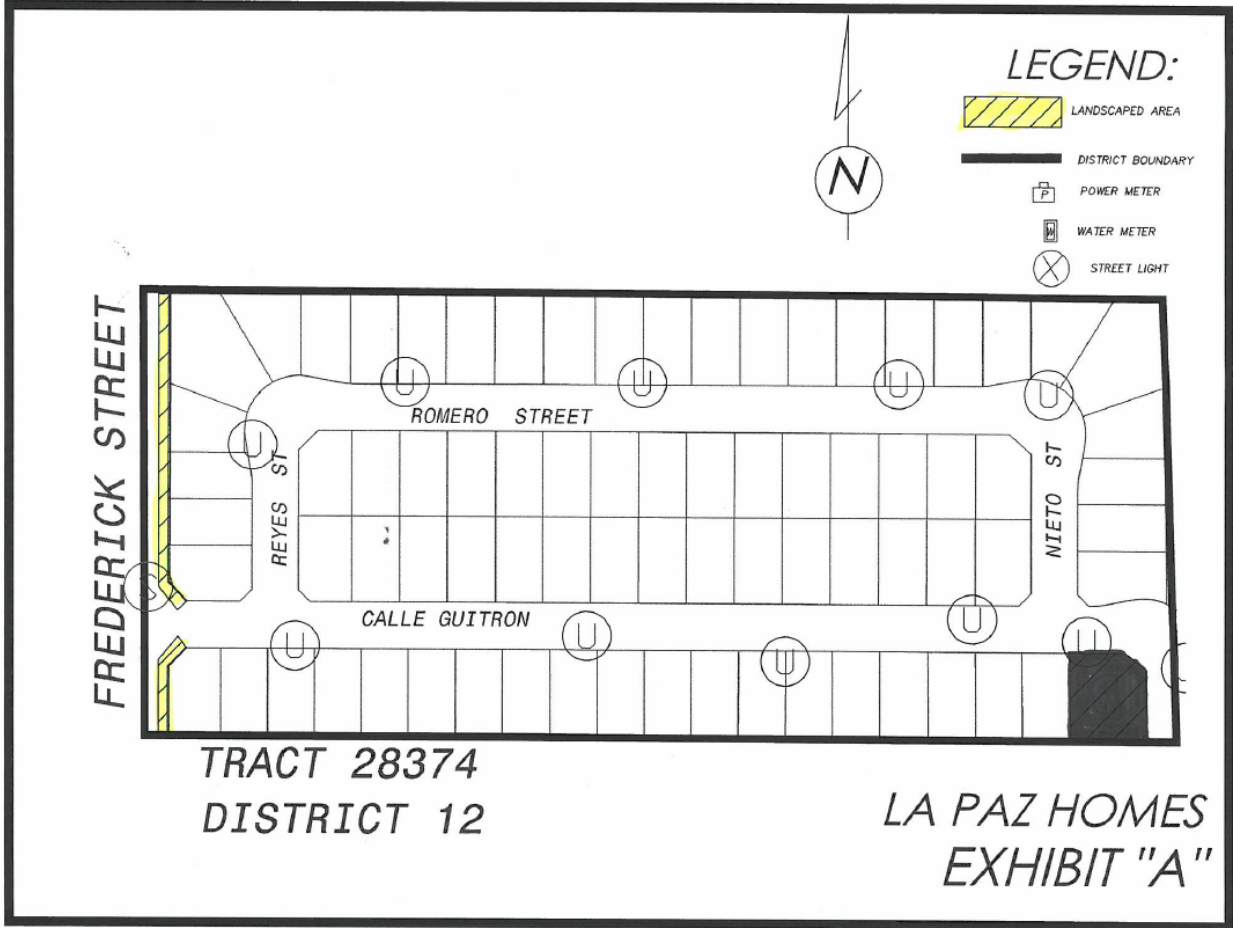 LEGEND:
LANDSCAPED AREA
DISTRICT BOUNDARY
P
POWER METER
W
WATER METER
STREET LIGHT
N
FREDERICK STREET
U
U
U
U
U
ROMERO STREET
REYES ST
NIETO ST
CALLE GUITRON
U
U
U
U
U
TRACT 28374
DISTRICT 12
LA PAZ HOMES
EXHIBIT "A"